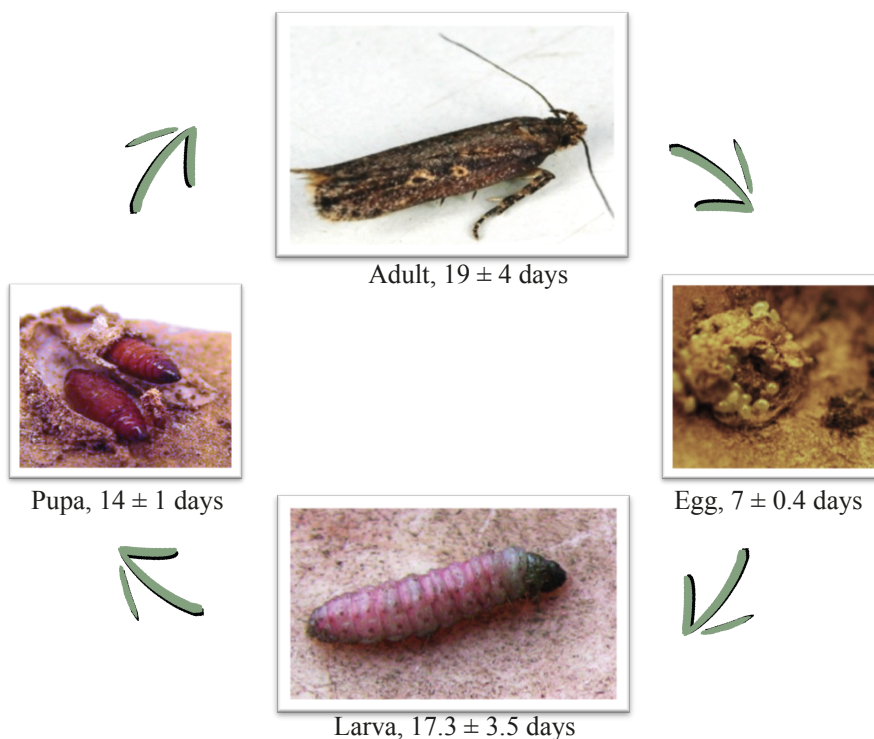 Adult, 19 ± 4 days
Pupa, 14 ± 1 days
Egg, 7 ± 0.4 days
Larva, 17.3 ± 3.5 days